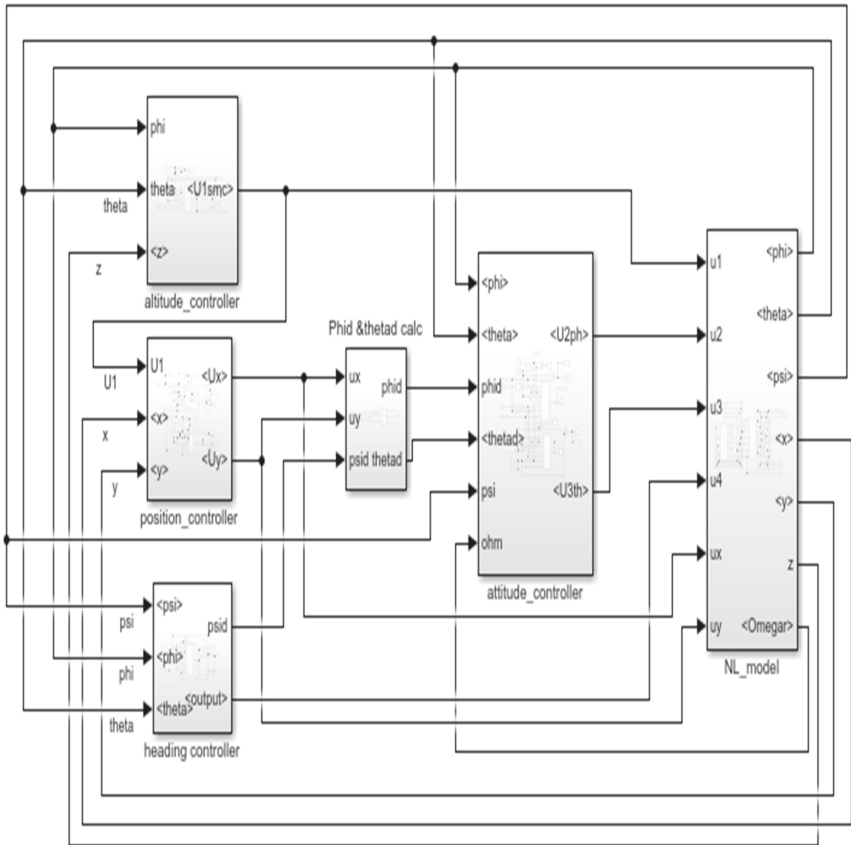 phi
theta
<U1smc>
theta
<z>
z
altitude_controller
U1
U1
<Ux>
<x>
x
<Uy>
<y>
y
position_controller
Phid &thetad calc
ux
phid
uy
psid thetad
<phi>
<theta>
<U2ph>
phid
<thetad>
psi
<U3th>
ohm
attitude_controller
u1
<phi>
<theta>
u2
<psi>
u3
<x>
u4
<y>
ux
z
uy
<Omegar>
NL_model
<psi>
psi
psid
<phi>
phi
<output>
<theta>
theta
heading controller